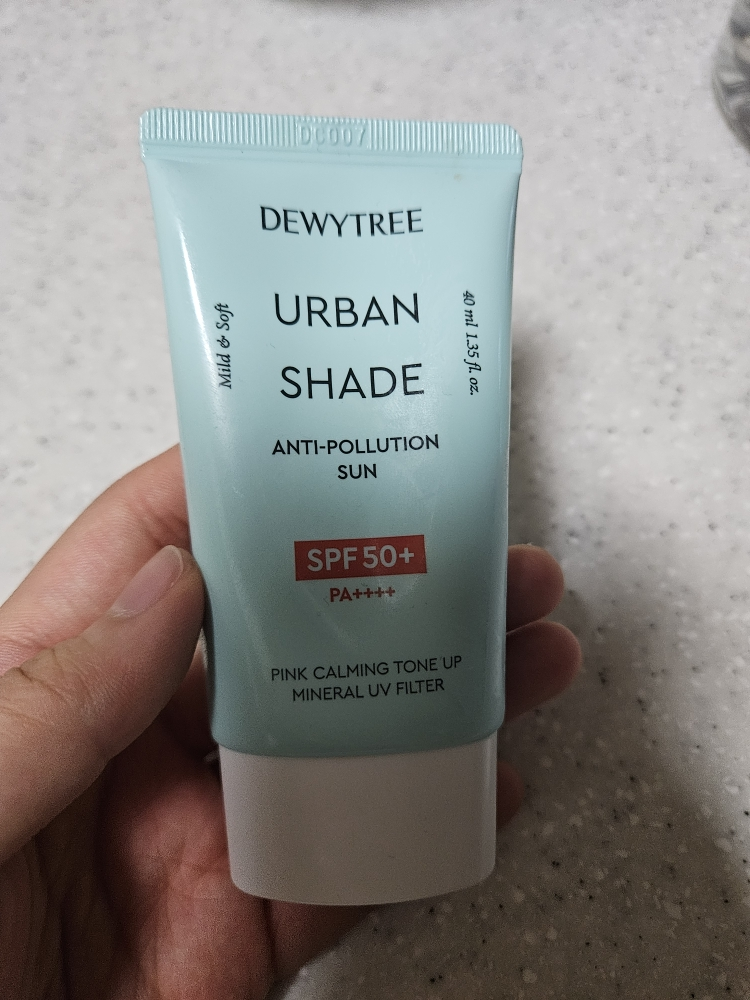 DC007
DEWYTREE
URBAN
SHADE
Mild & Soft
40 ml 1.35 fl. oz.
ANTI-POLLUTION
SUN
SPF 50+
PA++++
PINK CALMING TONE UP
MINERAL UV FILTER